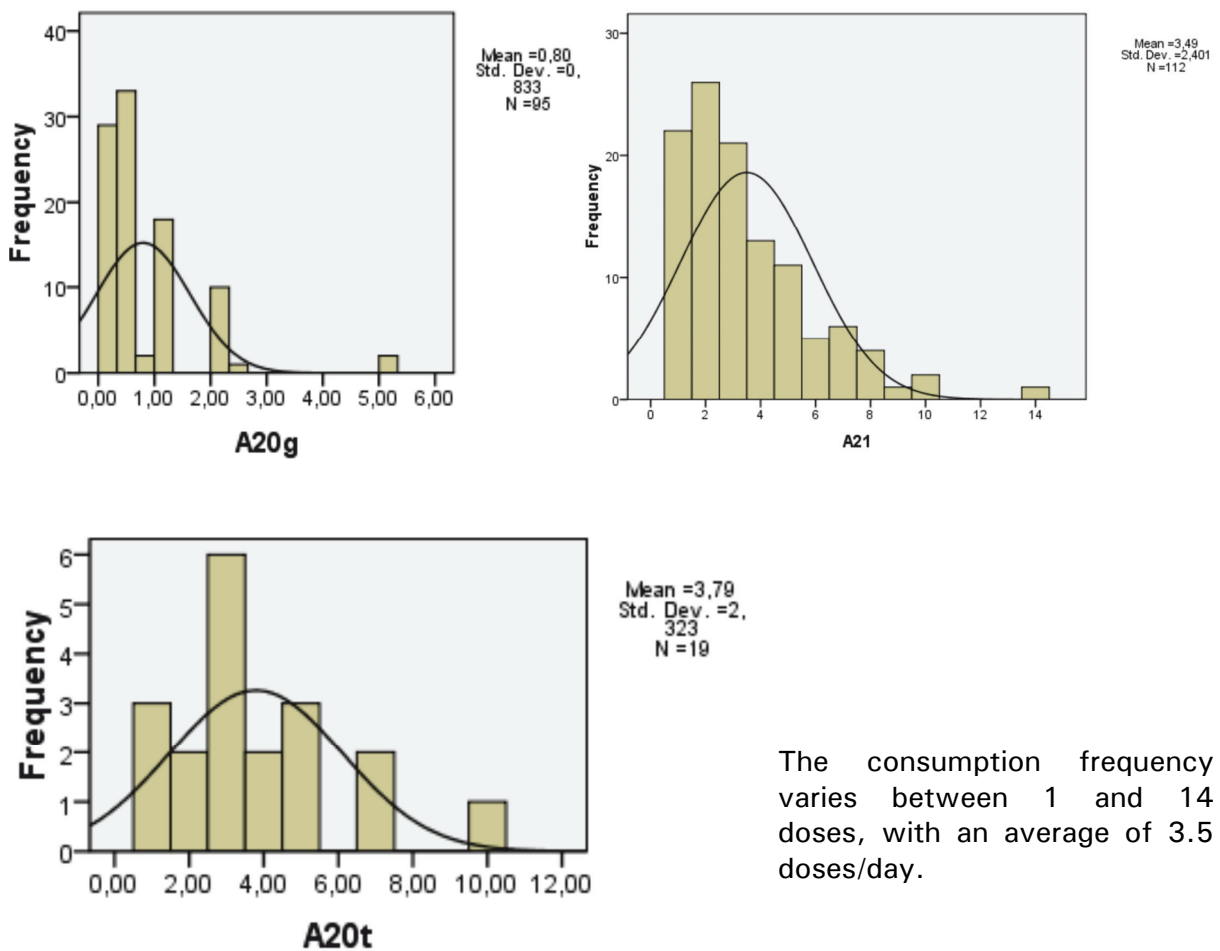 40
30
20
10
0
Frequency
0,00 1,00 2,00 3,00 4,00 5,00 6,00
A20g
Mean =0,80
Std. Dev. =0,
833
N =95
30
20
10
0
Frequency
0 2 4 6 8 10 12 14
A21
Mean =3,49
Std. Dev. =2,401
N =112
6
5
4
3
2
1
0
Frequency
0,00 2,00 4,00 6,00 8,00 10,00 12,00
A20t
Mean =3,79
Std. Dev. =2,
323
N =19
The consumption frequency
varies between 1 and 14
doses, with an average of 3.5
doses/day.